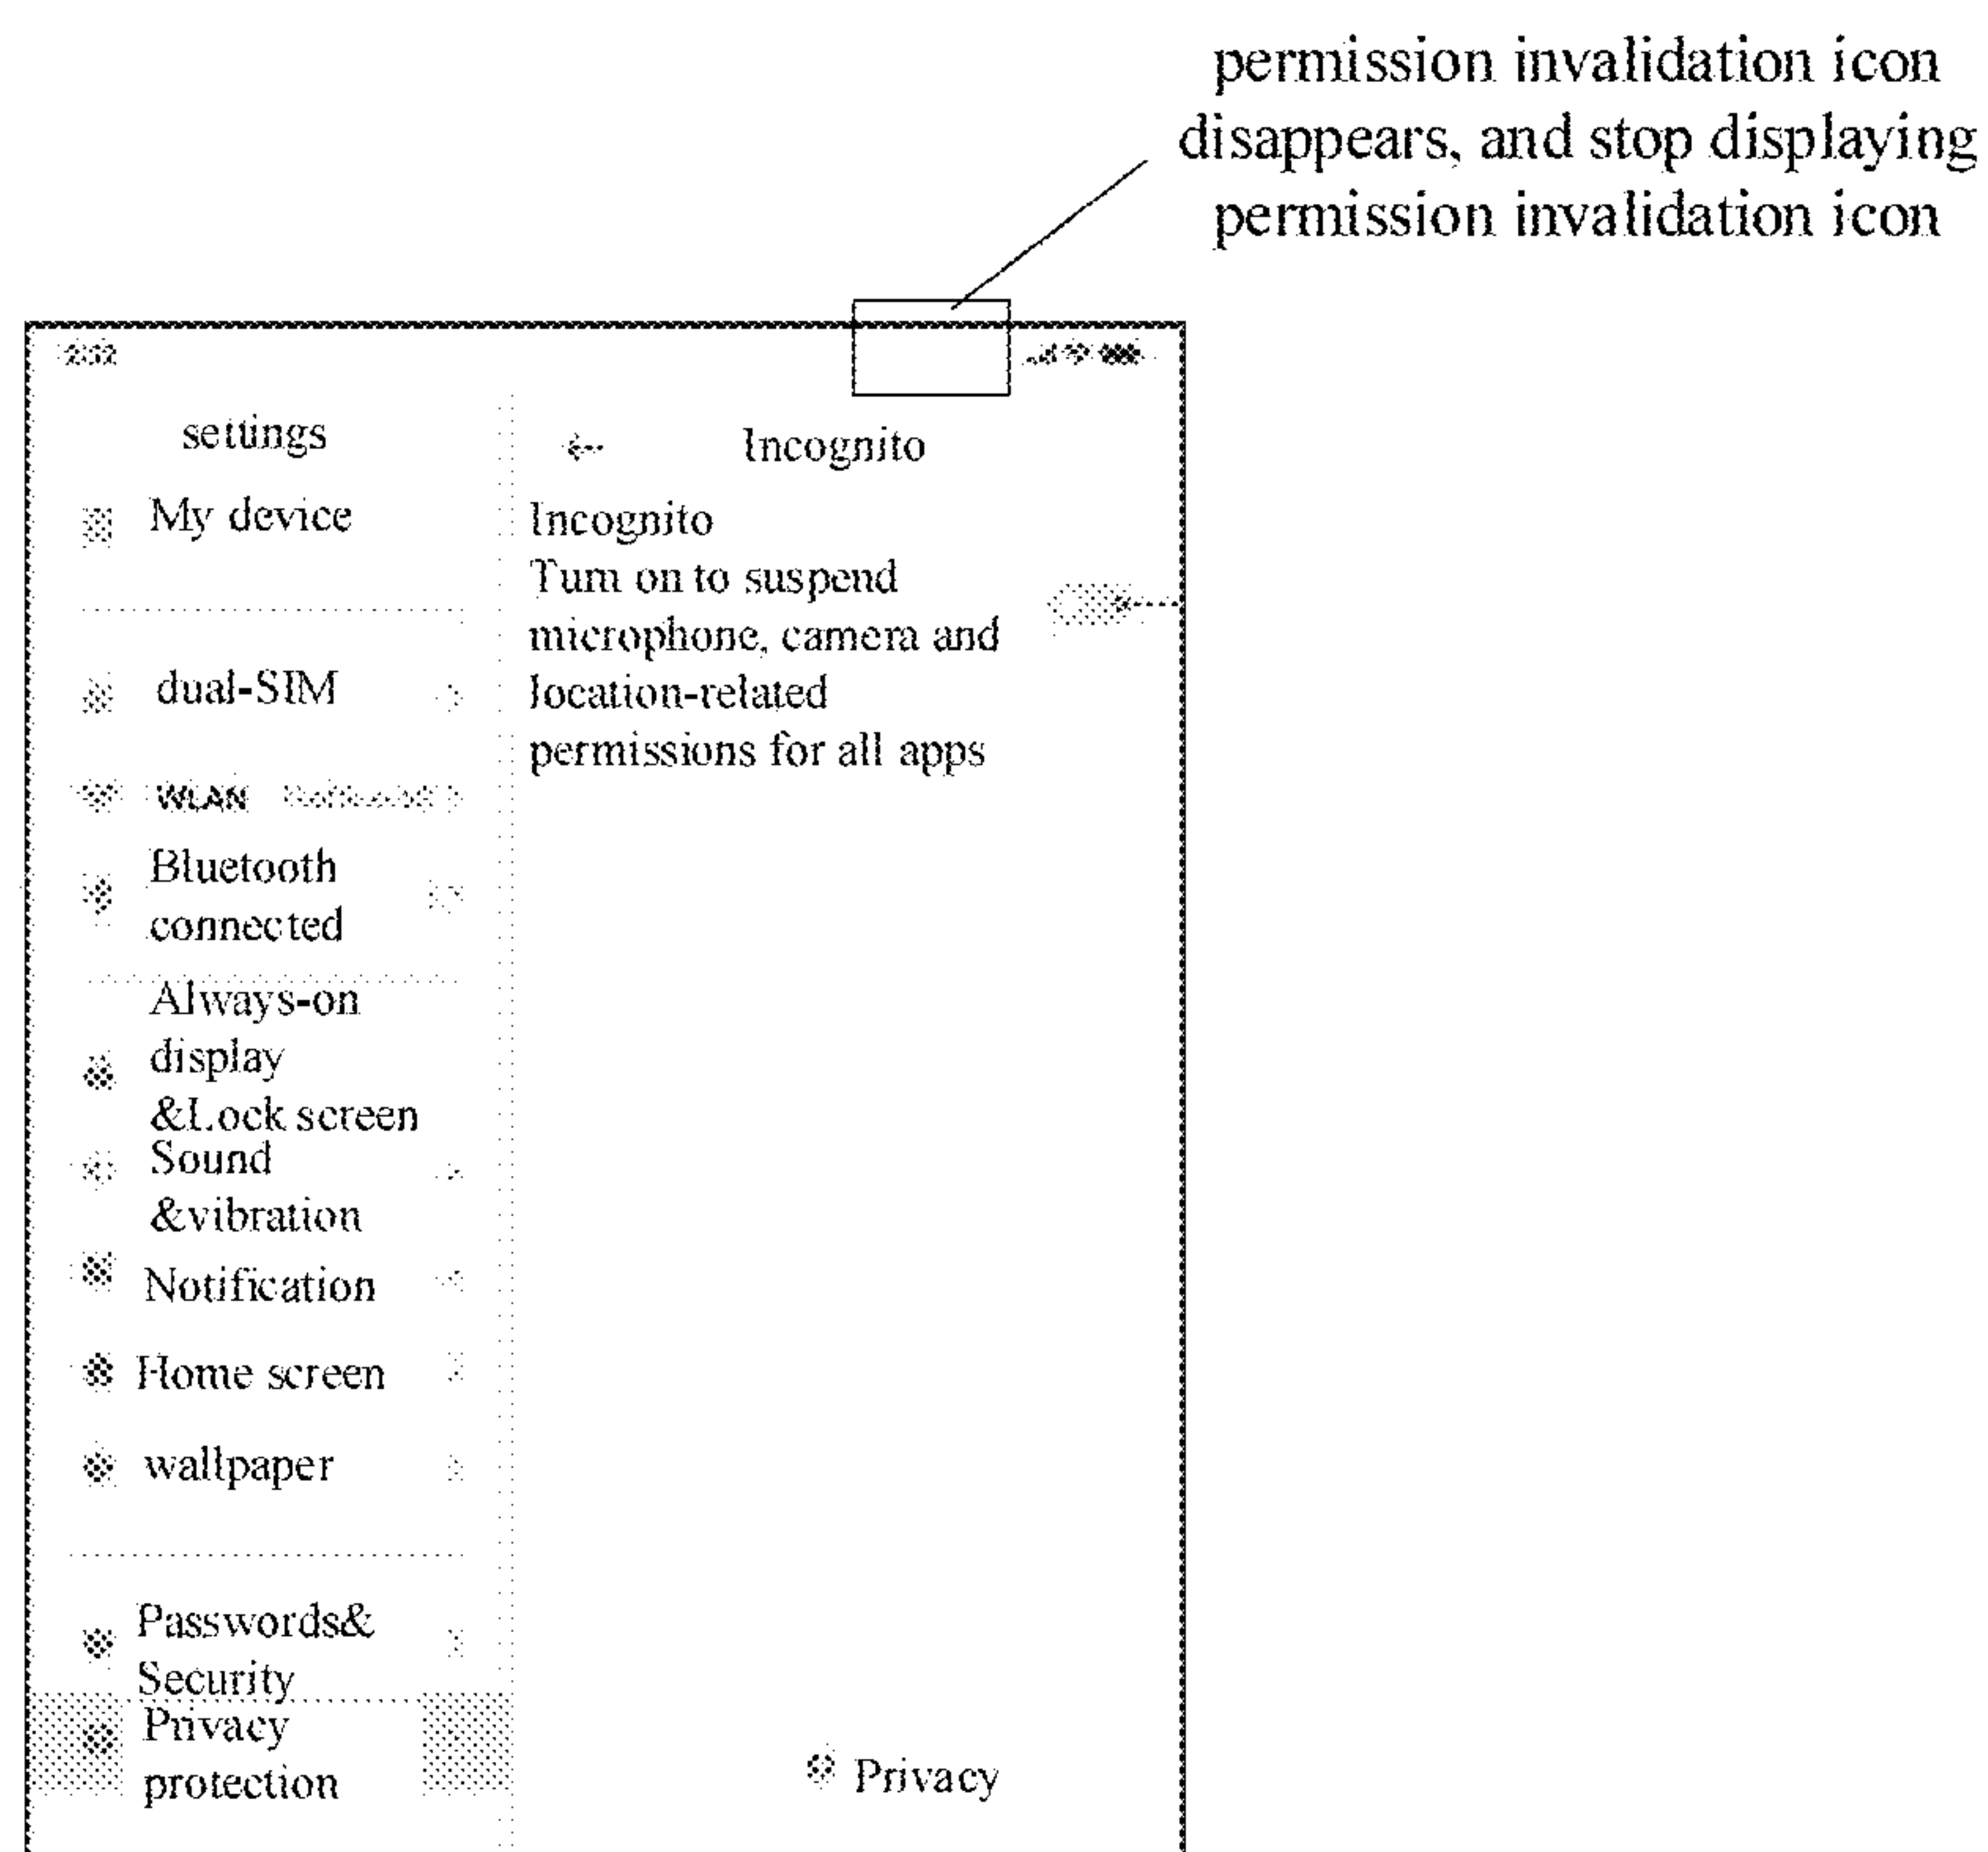 permission invalidation icon
disappears, and stop displaying
permission invalidation icon
settings
My device
dual-SIM
WLAN
Bluetooth
connected
Always-on
display
&Lock screen
Sound
&vibration
Notification
Home screen
wallpaper
Passwords&
Security
Privacy
protection
Incognito
Incognito
Turn on to suspend
microphone, camera and
location-related
permissions for all apps
Privacy